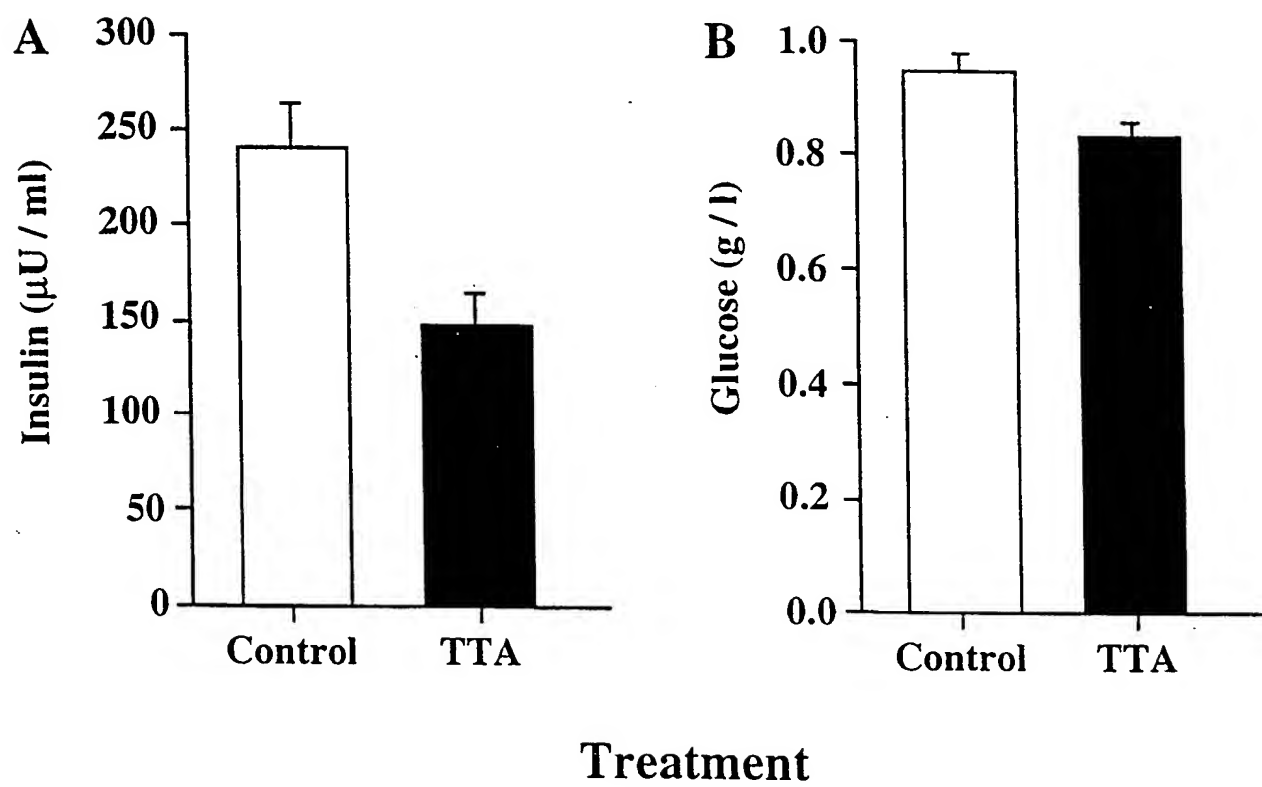 A
300
250
200
150
100
50
0
Insulin (µU / ml)
Control TTA
B
1.0
0.8
0.6
0.4
0.2
0.0
Glucose (g / l)
Control TTA
Treatment